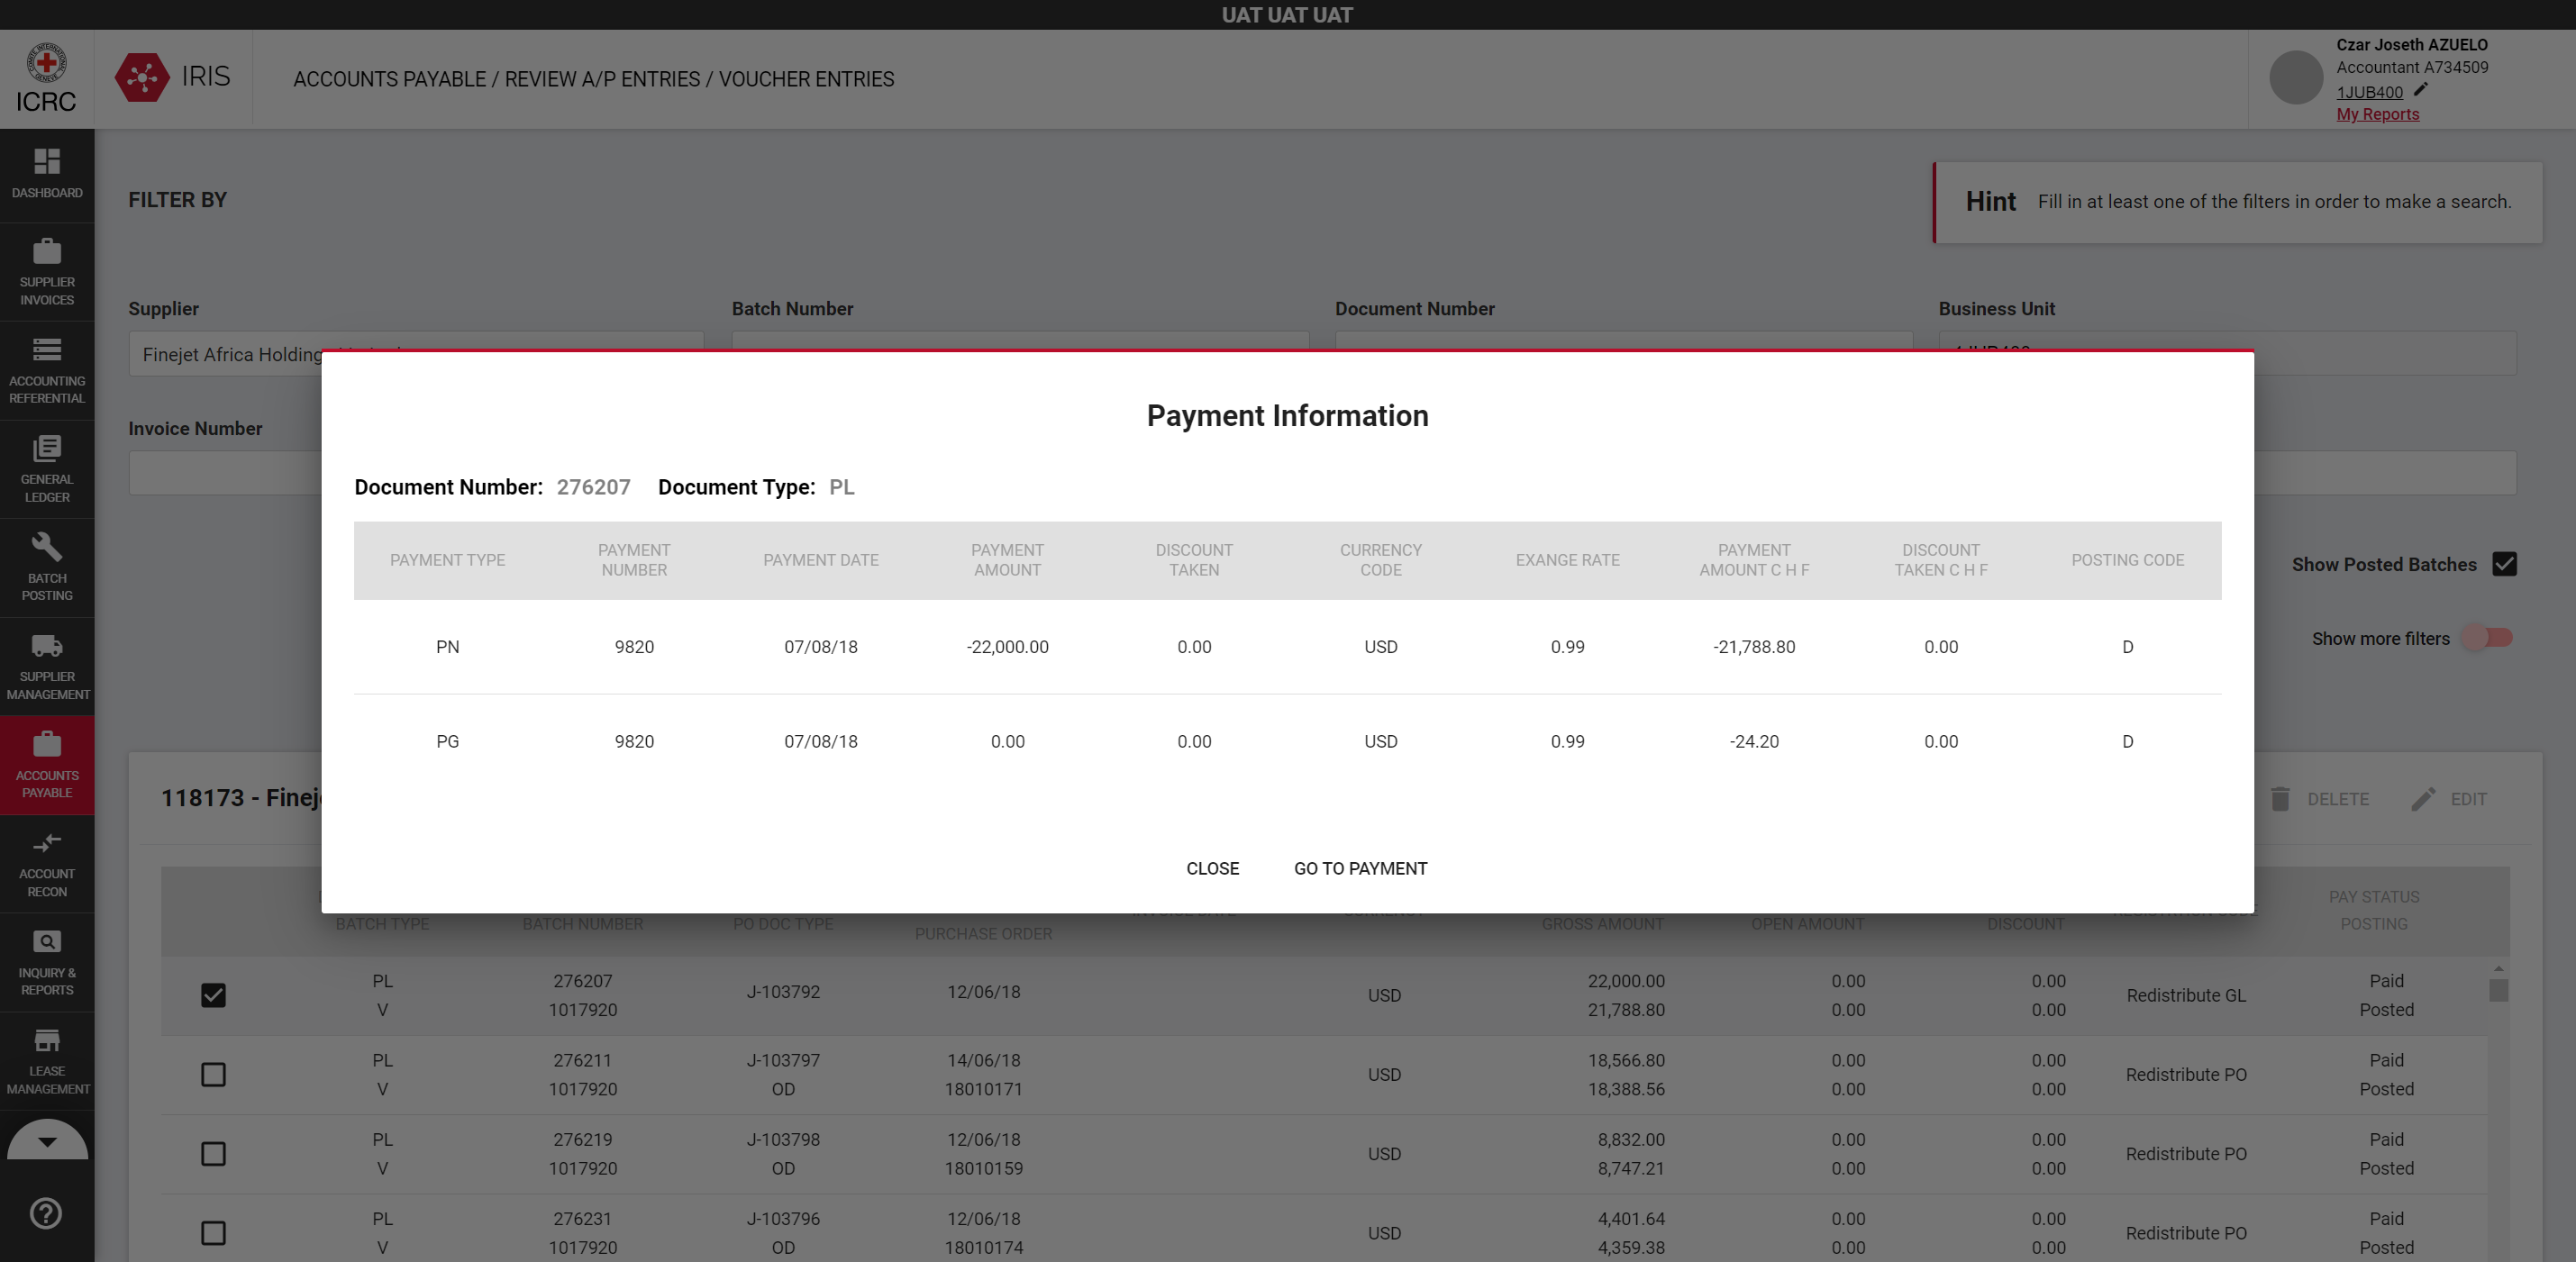 UAT UAT UAT
ICRC
IRIS
ACCOUNTS PAYABLE / REVIEW A/P ENTRIES / VOUCHER ENTRIES
Czar Joseth AZUELO
Accountant A734509
1JUB400
My Reports
DASHBOARD
SUPPLIER
INVOICES
ACCOUNTING
REFERENTIAL
GENERAL
LEDGER
BATCH
POSTING
SUPPLIER
MANAGEMENT
ACCOUNTS
PAYABLE
ACCOUNT
RECON
INQUIRY &
REPORTS
LEASE
MANAGEMENT
FILTER BY
Hint Fill in at least one of the filters in order to make a search.
Supplier Batch Number Document Number Business Unit
Finejet Africa Holding
Invoice Number
Show Posted Batches
Show more filters
Payment Information
Document Number: 276207 Document Type: PL
PAYMENT TYPE PAYMENT NUMBER PAYMENT DATE PAYMENT AMOUNT DISCOUNT TAKEN CURRENCY CODE EXANGE RATE PAYMENT AMOUNT C H F DISCOUNT TAKEN C H F POSTING CODE
PN 9820 07/08/18 -22,000.00 0.00 USD 0.99 -21,788.80 0.00 D
PG 9820 07/08/18 0.00 0.00 USD 0.99 -24.20 0.00 D
CLOSE GO TO PAYMENT
118173 - Finej
DELETE EDIT
PAY STATUS
BATCH TYPE BATCH NUMBER PO DOC TYPE PURCHASE ORDER GROSS AMOUNT OPEN AMOUNT DISCOUNT POSTING
PL 276207 J-103792 12/06/18 USD 22,000.00 0.00 0.00 Redistribute GL Paid
V 1017920 21,788.80 0.00 0.00 Posted
PL 276211 J-103797 14/06/18 USD 18,566.80 0.00 0.00 Redistribute PO Paid
V 1017920 OD 18010171 18,388.56 0.00 0.00 Posted
PL 276219 J-103798 12/06/18 USD 8,832.00 0.00 0.00 Redistribute PO Paid
V 1017920 OD 18010159 8,747.21 0.00 0.00 Posted
PL 276231 J-103796 12/06/18 USD 4,401.64 0.00 0.00 Redistribute PO Paid
V 1017920 OD 18010174 4,359.38 0.00 0.00 Posted